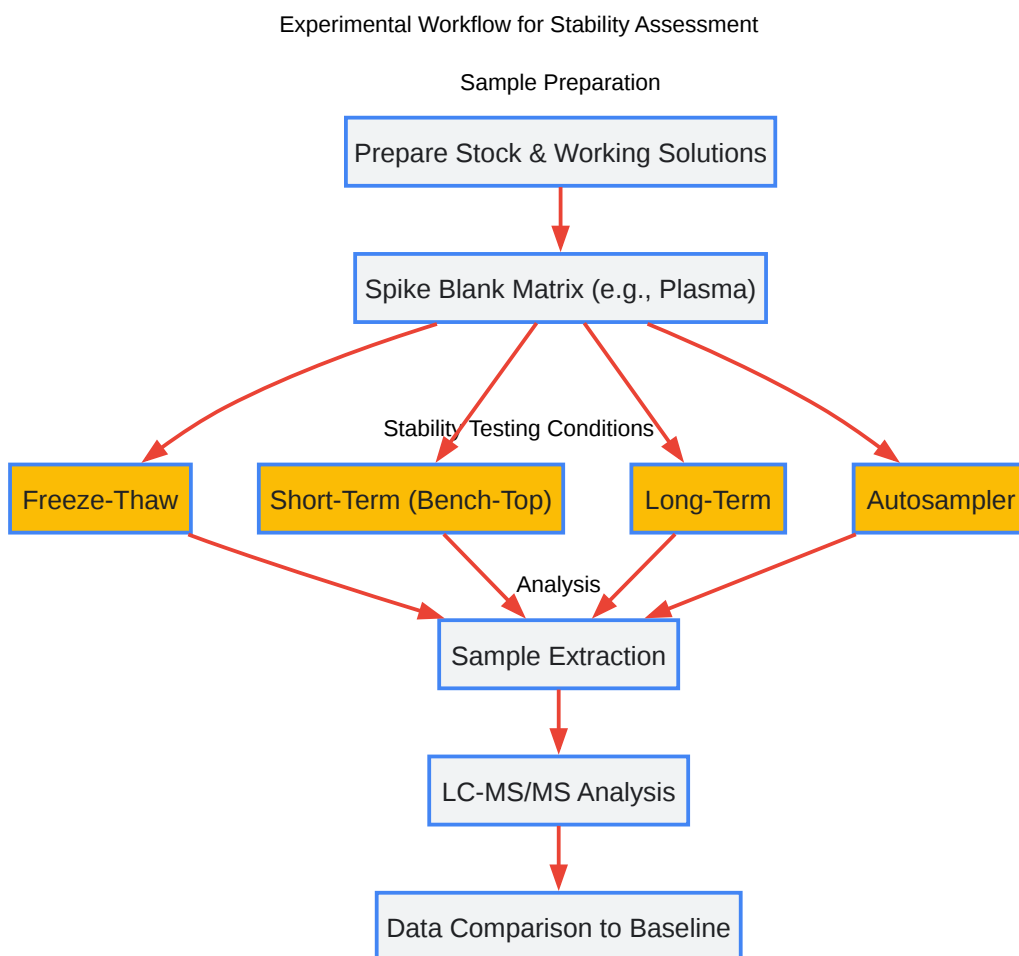 Experimental Workflow for Stability Assessment
Sample Preparation
Prepare Stock & Working Solutions
Spike Blank Matrix (e.g., Plasma)
Stability Testing Conditions
Freeze-Thaw
Short-Term (Bench-Top)
Long-Term
Autosampler
Analysis
Sample Extraction
LC-MS/MS Analysis
Data Comparison to Baseline